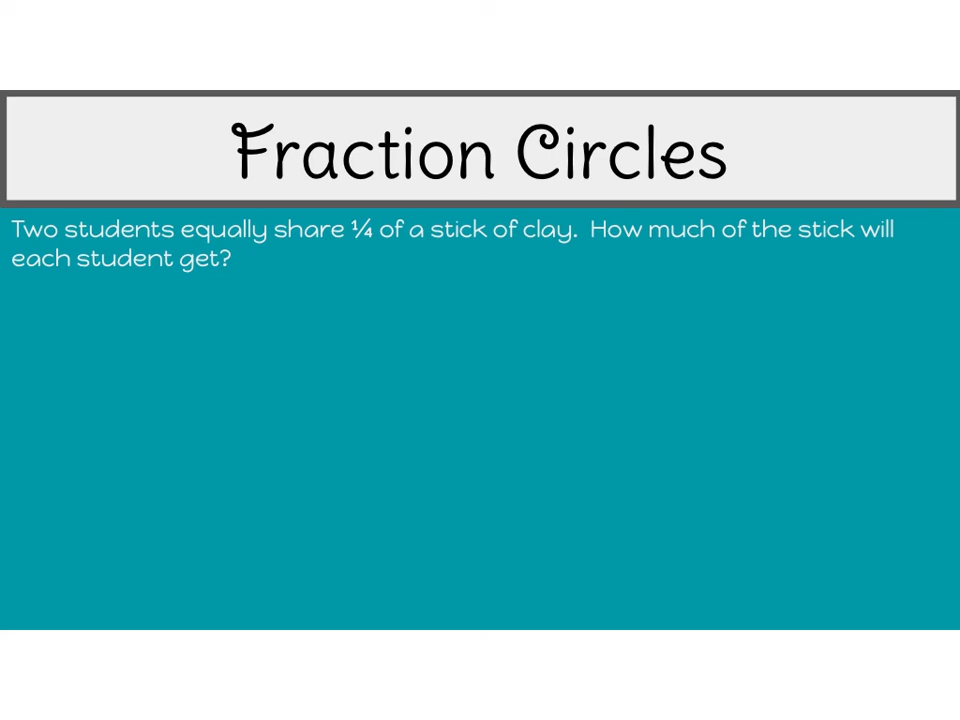 Fraction Circles
Two students equally share ¼ of a stick of clay.  How much of the stick will
each student get?